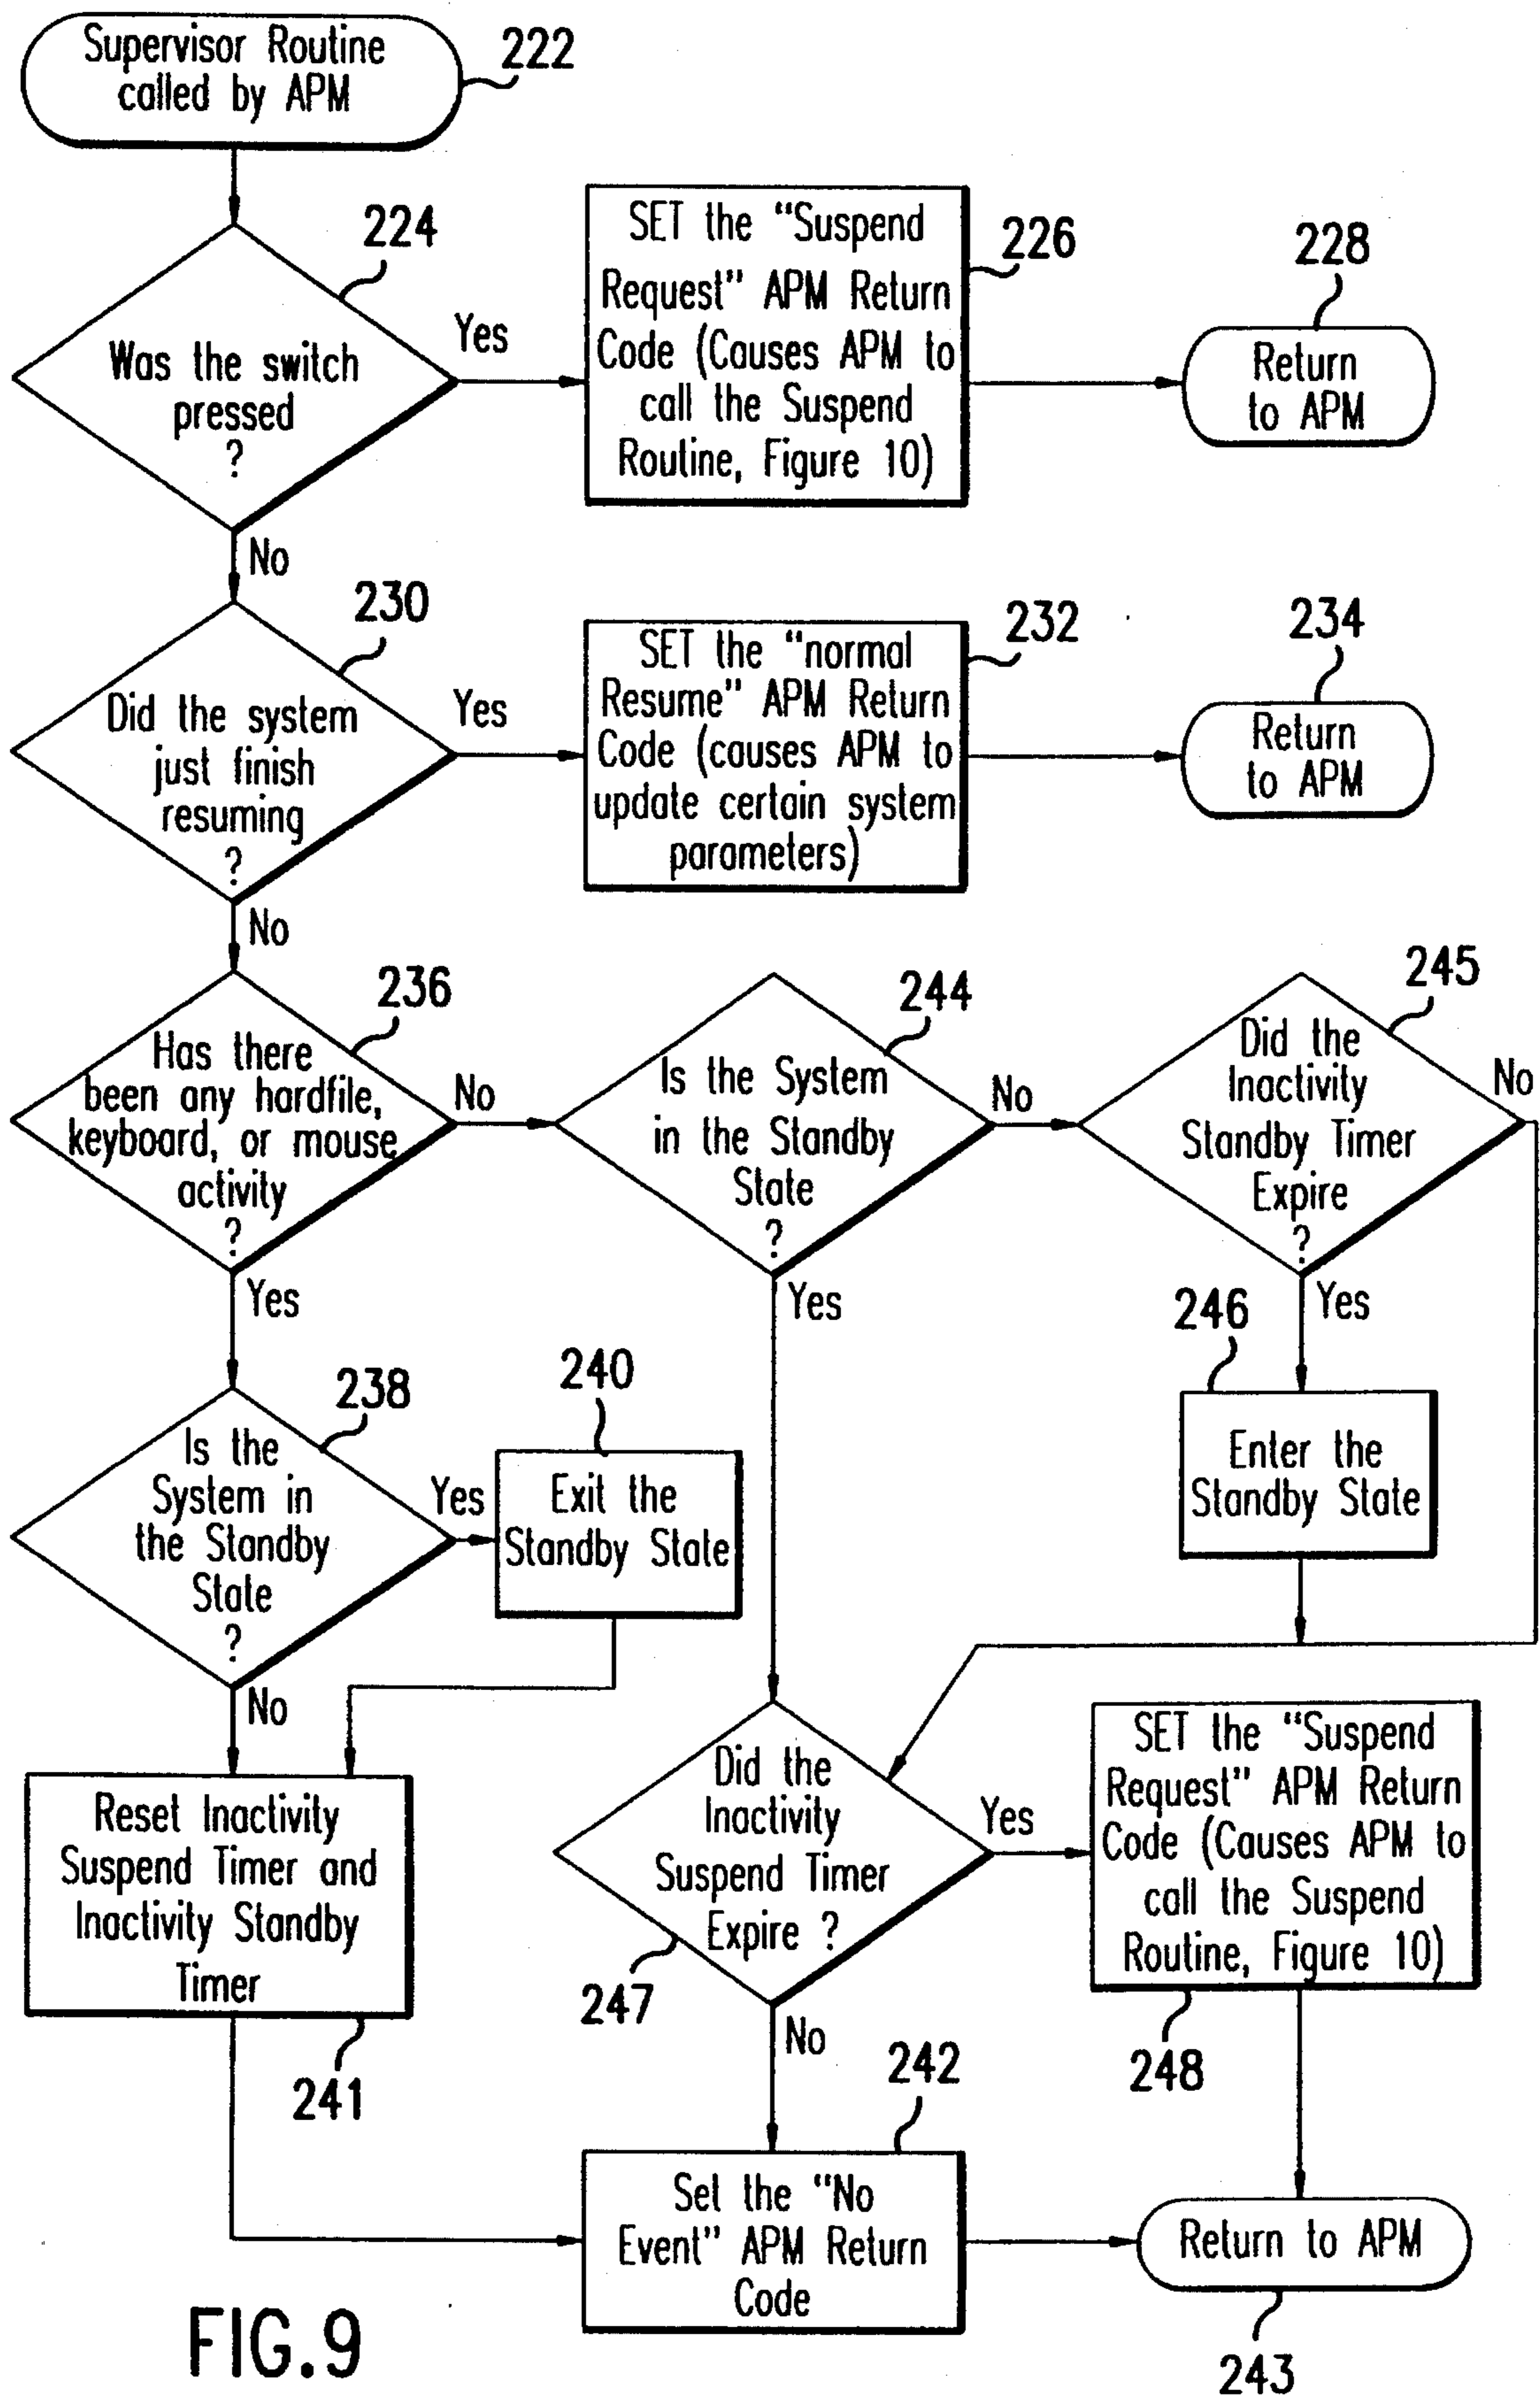 Supervisor Routine
called by APM
222
224
Was the switch
pressed
?
Yes
No
SET the "Suspend
Request" APM Return
Code (Causes APM to
call the Suspend
Routine, Figure 10)
226
228
Return
to APM
230
Did the system
just finish
resuming
?
Yes
No
SET the "normal
Resume" APM Return
Code (causes APM to
update certain system
parameters)
232
234
Return
to APM
236
Has there
been any hardfile,
keyboard, or mouse
activity
?
No
Yes
244
Is the System
in the Standby
State
?
No
Yes
245
Did the
Inactivity
Standby Timer
Expire
?
No
Yes
246
Enter the
Standby State
238
Is the
System in
the Standby
State
?
Yes
No
240
Exit the
Standby State
Reset Inactivity
Suspend Timer and
Inactivity Standby
Timer
241
Did the
Inactivity
Suspend Timer
Expire ?
247
Yes
No
SET the "Suspend
Request" APM Return
Code (Causes APM to
call the Suspend
Routine, Figure 10)
248
242
Set the "No
Event" APM Return
Code
Return to APM
243
FIG.9